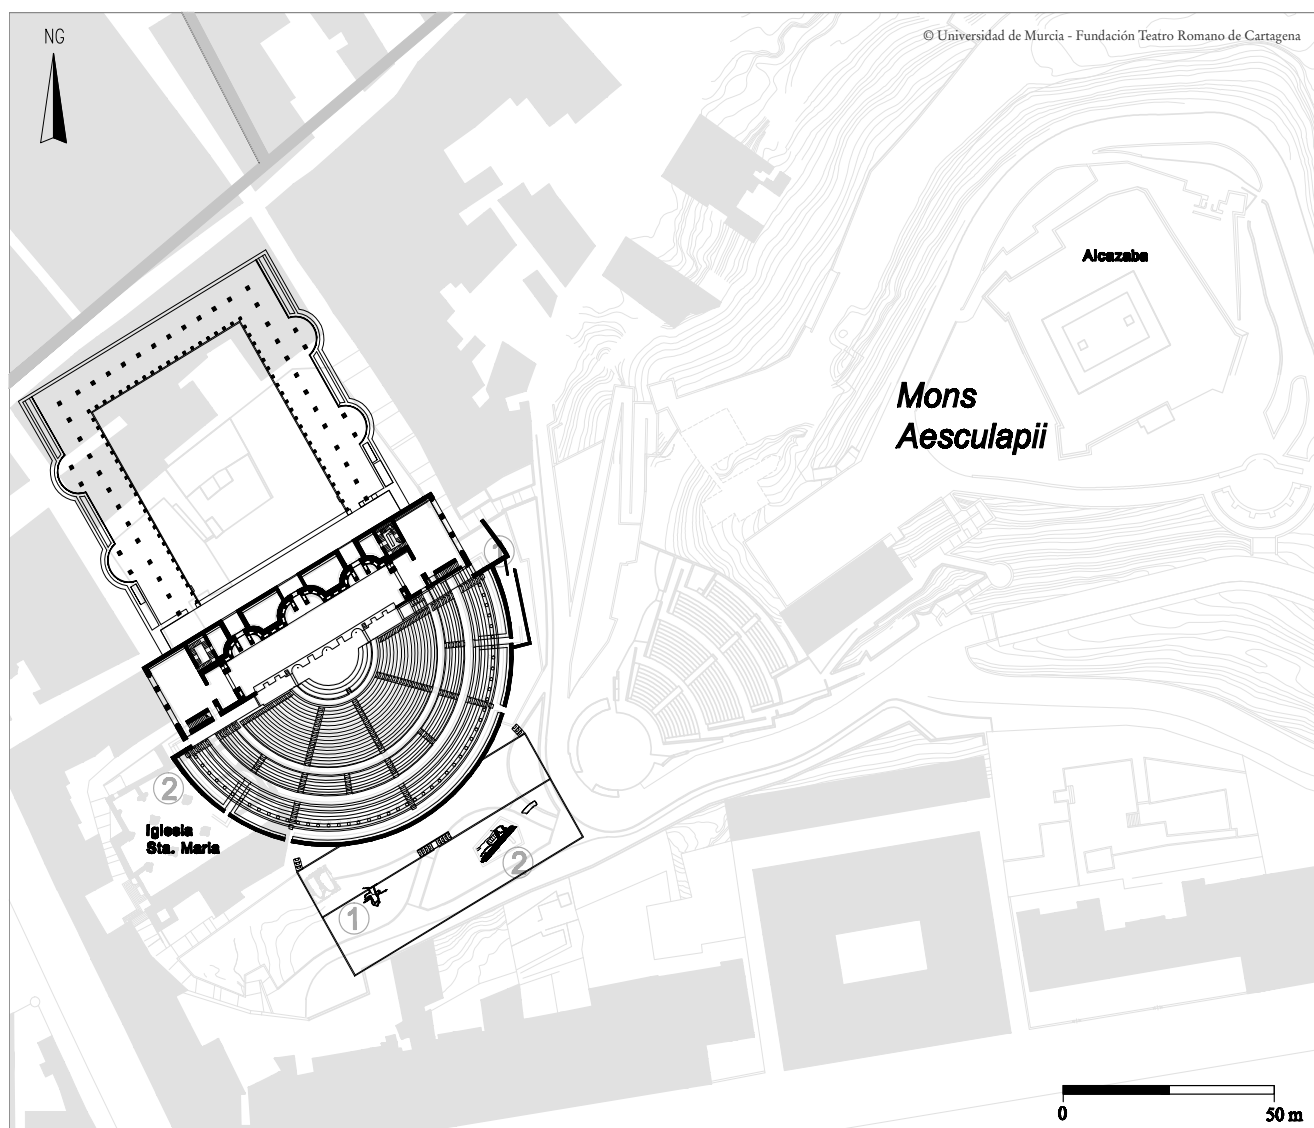 NG
© Universidad de Murcia - Fundación Teatro Romano de Cartagena
Alcazaba
Mons
Aesculapii
1
2
Iglesia
Sta. Maria
2
1
0
50 m